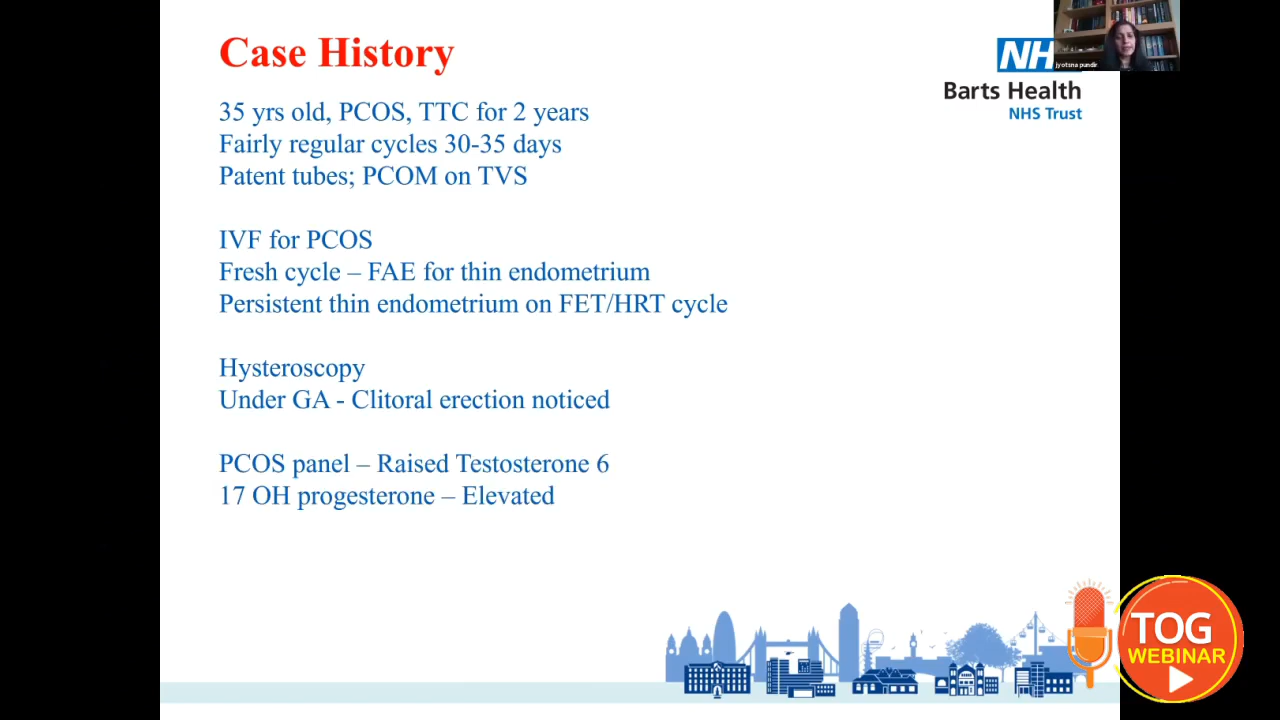 Case History
35 yrs old, PCOS, TTC for 2 years
Fairly regular cycles 30-35 days
Patent tubes; PCOM on TVS
IVF for PCOS
Fresh cycle – FAE for thin endometrium
Persistent thin endometrium on FET/HRT cycle
Hysteroscopy
Under GA - Clitoral erection noticed
PCOS panel – Raised Testosterone 6
17 OH progesterone – Elevated
NH
Barts Health
NHS Trust
jyotsna pundir
TOG
WEBINAR